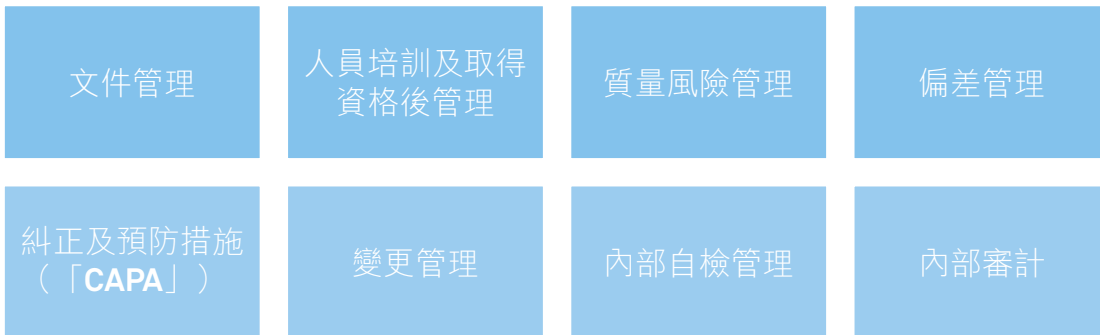 文件管理
人員培訓及取得
資格後管理
質量風險管理
偏差管理
糾正及預防措施
（「CAPA」）
變更管理
內部自檢管理
內部審計